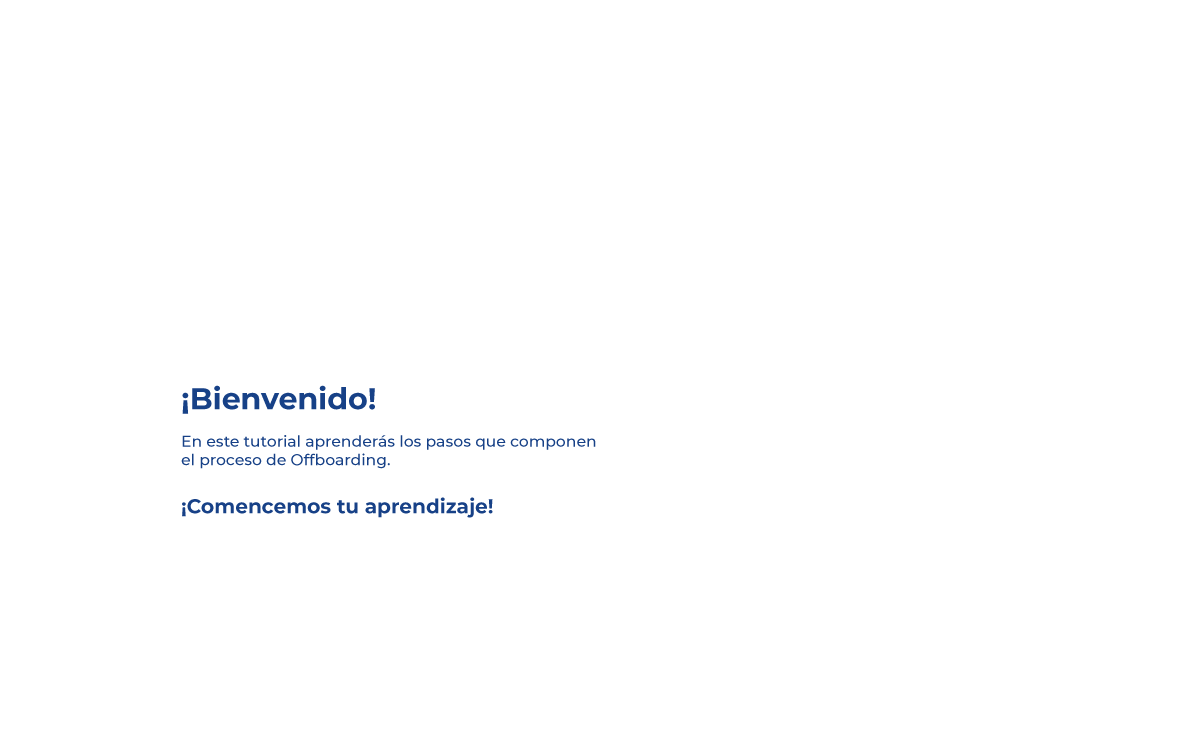 ¡Bienvenido!
En este tutorial aprenderás los pasos que componen
el proceso de Offboarding.
¡Comencemos tu aprendizaje!